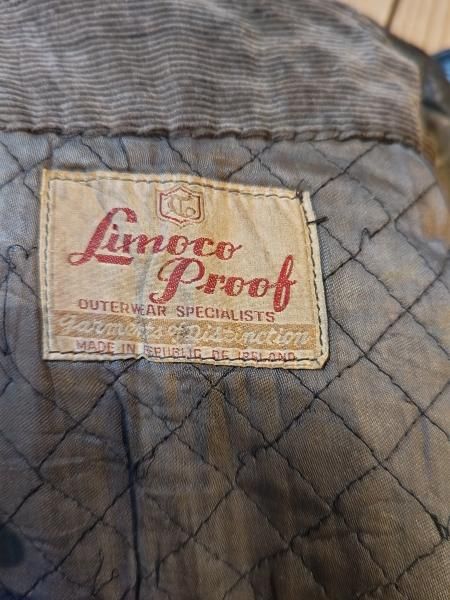 Limoco
Proof
OUTERWEAR SPECIALISTS
Garments of Distinction
MADE IN REPUBLIC OF IRELAND